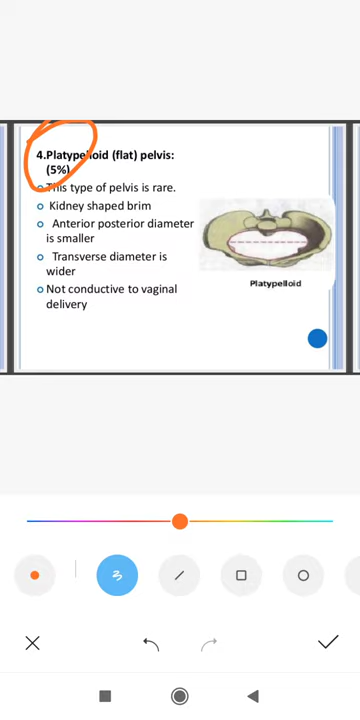 4.Platypelloid (flat) pelvis:
(5%)
This type of pelvis is rare.
Kidney shaped brim
Anterior posterior diameter
is smaller
Transverse diameter is
wider
Not conductive to vaginal
delivery
Platypelloid